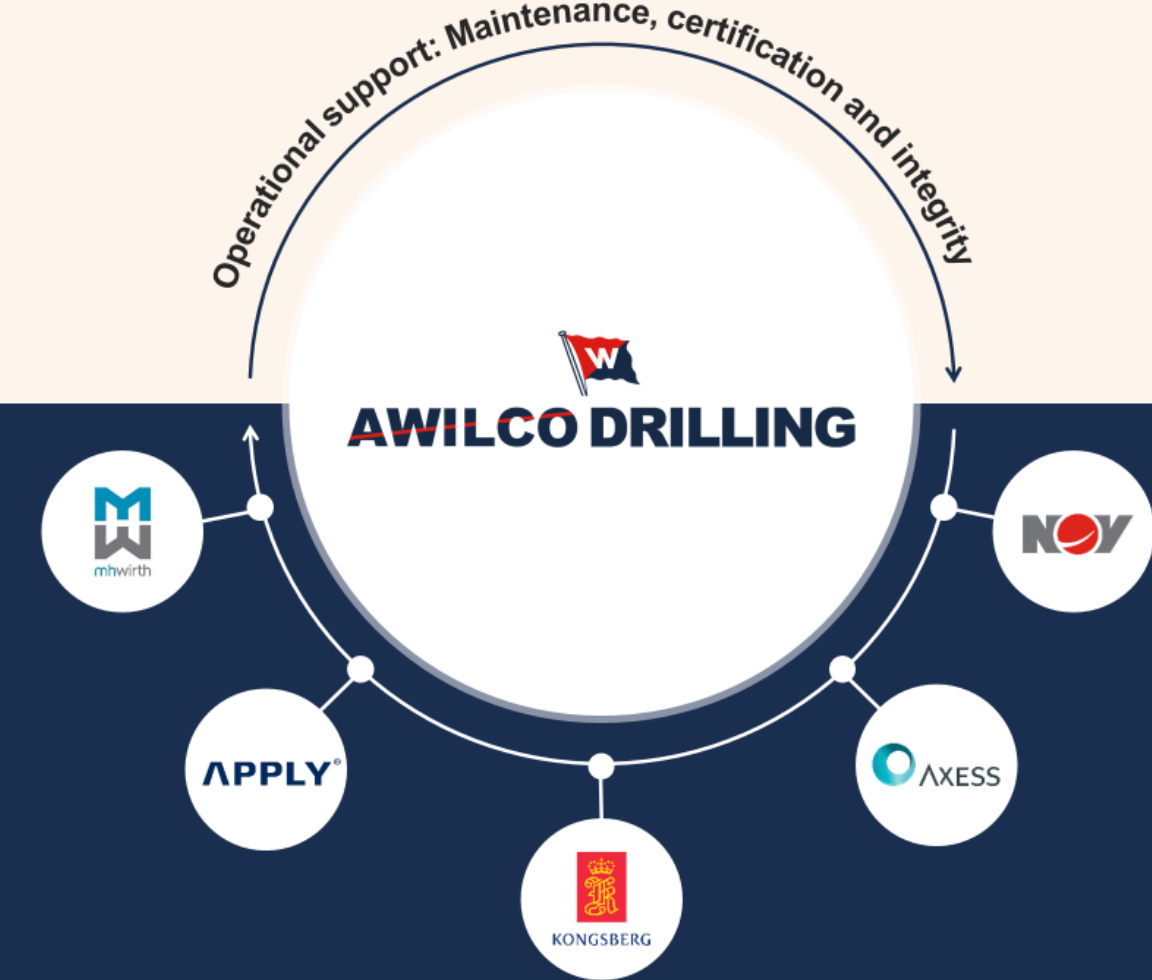 Operational support: Maintenance, certification and integrity
W
AWILCO DRILLING
mhwirth
NOV
APPLY®
AXESS
KONGSBERG